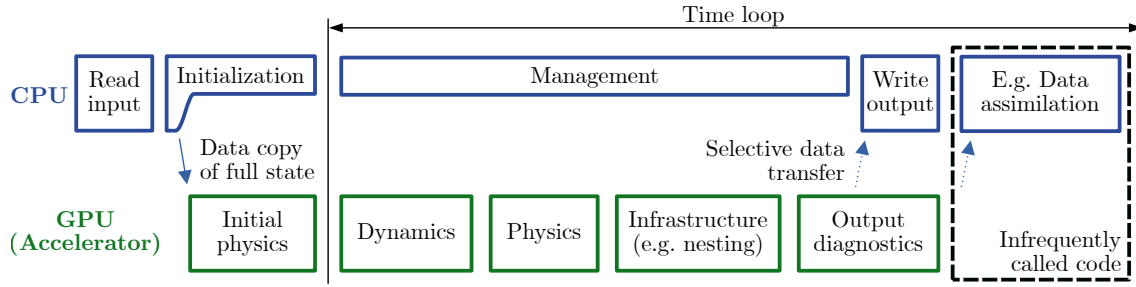 Time loop
CPU
Read
input
Initialization
Management
Write
output
E.g. Data
assimilation
Data copy
of full state
Selective data
transfer
GPU
(Accelerator)
Initial
physics
Dynamics
Physics
Infrastructure
(e.g. nesting)
Output
diagnostics
Infrequently
called code